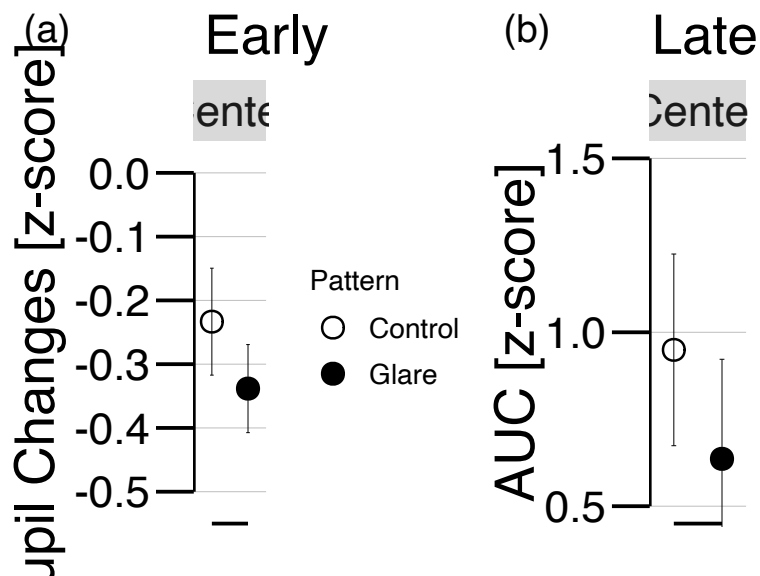 (a)
Early
ente
upil Changes [z-score]
0.0
-0.1
-0.2
-0.3
-0.4
-0.5
Pattern
Control
Glare
(b)
Late
Cente
AUC [z-score]
1.5
1.0
0.5